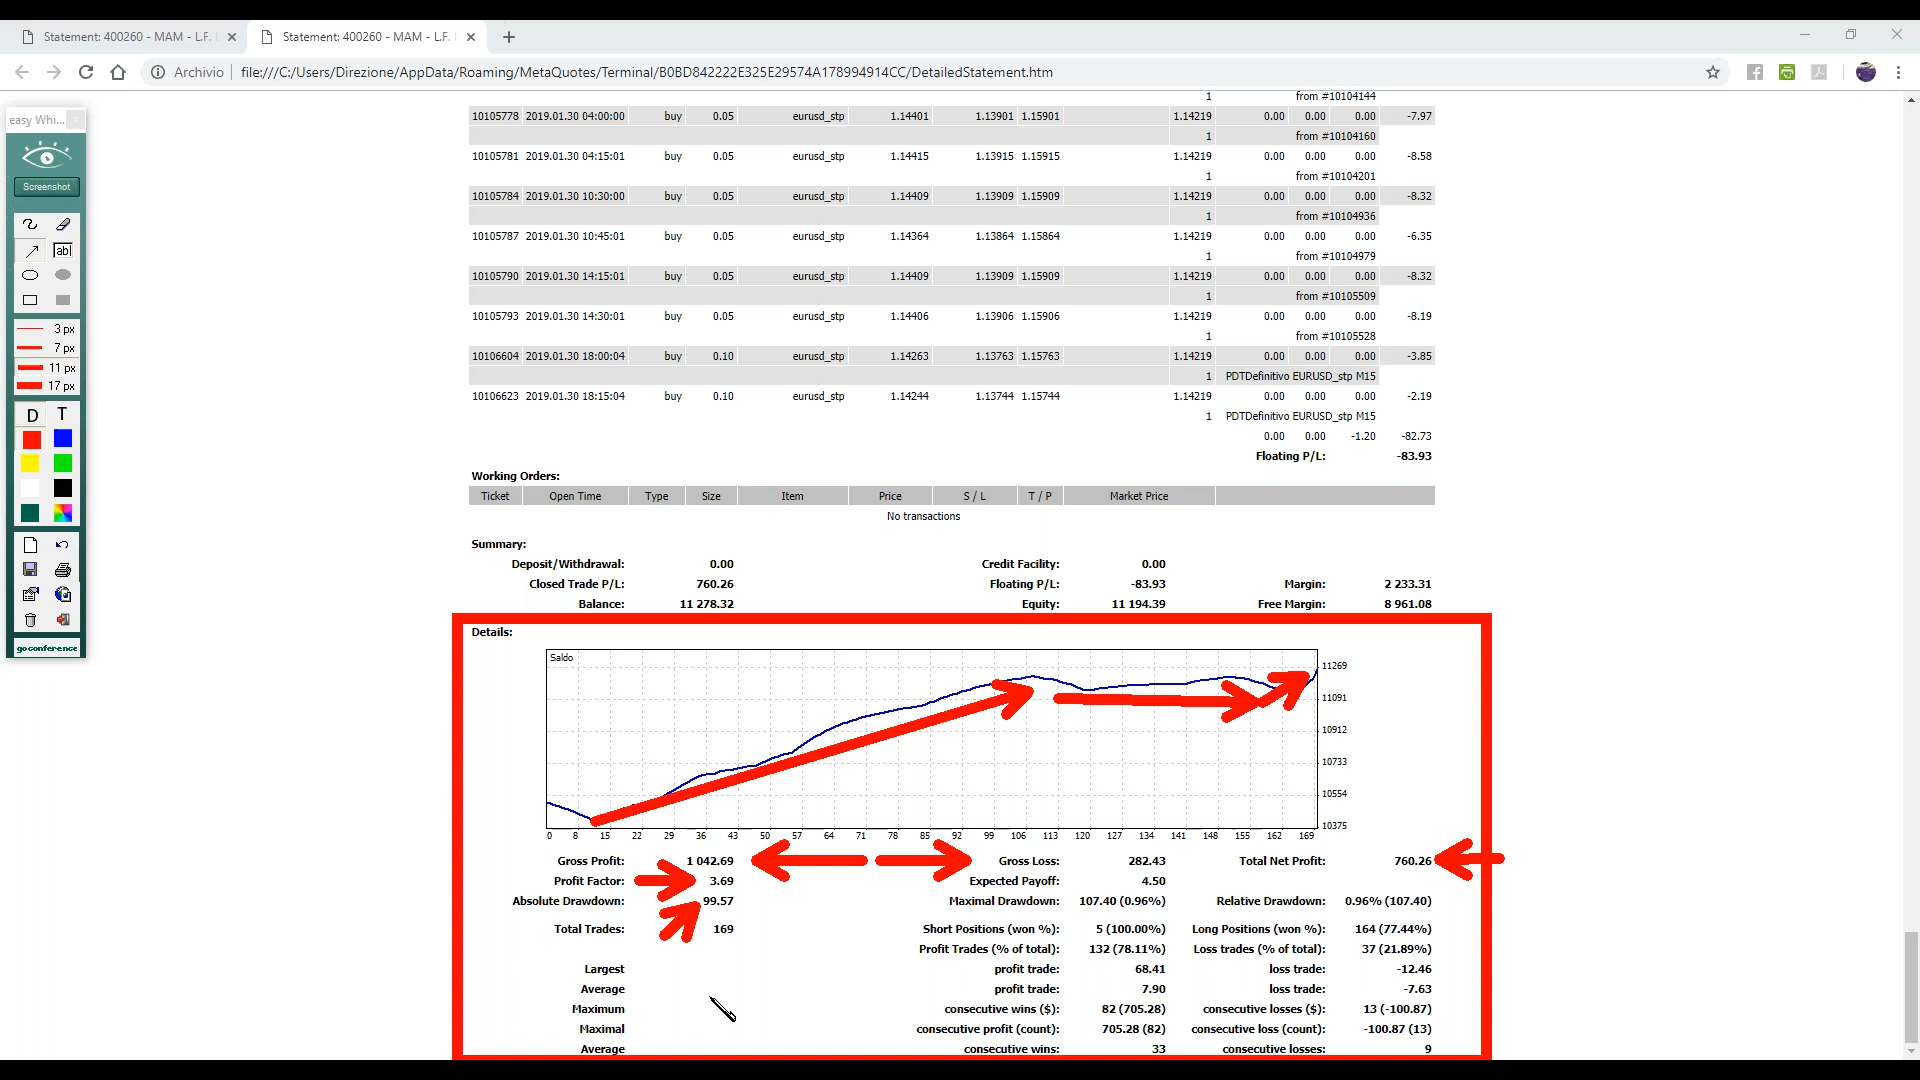 Statement: 400260 - MAM - L.F.
Statement: 400260 - MAM - L.F.
Archivio
file:///C:/Users/Direzione/AppData/Roaming/MetaQuotes/Terminal/B0BD842222E325E29574A178994914CC/DetailedStatement.htm
easy Whi...
Screenshot
ab
3 px
7 px
11 px
17 px
D T
goconference
1 from #10104144
10105778 2019.01.30 04:00:00 buy 0.05 eurusd_stp 1.14401 1.13901 1.15901 1.14219 0.00 0.00 0.00 -7.97
1 from #10104160
10105781 2019.01.30 04:15:01 buy 0.05 eurusd_stp 1.14415 1.13915 1.15915 1.14219 0.00 0.00 0.00 -8.58
1 from #10104201
10105784 2019.01.30 10:30:00 buy 0.05 eurusd_stp 1.14409 1.13909 1.15909 1.14219 0.00 0.00 0.00 -8.32
1 from #10104936
10105787 2019.01.30 10:45:01 buy 0.05 eurusd_stp 1.14364 1.13864 1.15864 1.14219 0.00 0.00 0.00 -6.35
1 from #10104979
10105790 2019.01.30 14:15:01 buy 0.05 eurusd_stp 1.14409 1.13909 1.15909 1.14219 0.00 0.00 0.00 -8.32
1 from #10105509
10105793 2019.01.30 14:30:01 buy 0.05 eurusd_stp 1.14406 1.13906 1.15906 1.14219 0.00 0.00 0.00 -8.19
1 from #10105528
10106604 2019.01.30 18:00:04 buy 0.10 eurusd_stp 1.14263 1.13763 1.15763 1.14219 0.00 0.00 0.00 -3.85
1 PDTDefinitivo EURUSD_stp M15
10106623 2019.01.30 18:15:04 buy 0.10 eurusd_stp 1.14244 1.13744 1.15744 1.14219 0.00 0.00 0.00 -2.19
1 PDTDefinitivo EURUSD_stp M15
0.00 0.00 -1.20 -82.73
Floating P/L: -83.93
Working Orders:
Ticket Open Time Type Size Item Price S / L T / P Market Price
No transactions
Summary:
Deposit/Withdrawal: 0.00 Credit Facility: 0.00
Closed Trade P/L: 760.26 Floating P/L: -83.93 Margin: 2 233.31
Balance: 11 278.32 Equity: 11 194.39 Free Margin: 8 961.08
Details:
Saldo
11269
11091
10912
10733
10554
10375
0 8 15 22 29 36 43 50 57 64 71 78 85 92 99 106 113 120 127 134 141 148 155 162 169
Gross Profit: 1 042.69 Gross Loss: 282.43 Total Net Profit: 760.26
Profit Factor: 3.69 Expected Payoff: 4.50
Absolute Drawdown: 99.57 Maximal Drawdown: 107.40 (0.96%) Relative Drawdown: 0.96% (107.40)
Total Trades: 169 Short Positions (won %): 5 (100.00%) Long Positions (won %): 164 (77.44%)
Profit Trades (% of total): 132 (78.11%) Loss trades (% of total): 37 (21.89%)
Largest profit trade: 68.41 loss trade: -12.46
Average profit trade: 7.90 loss trade: -7.63
Maximum consecutive wins ($): 82 (705.28) consecutive losses ($): 13 (-100.87)
Maximal consecutive profit (count): 705.28 (82) consecutive loss (count): -100.87 (13)
Average consecutive wins: 33 consecutive losses: 9